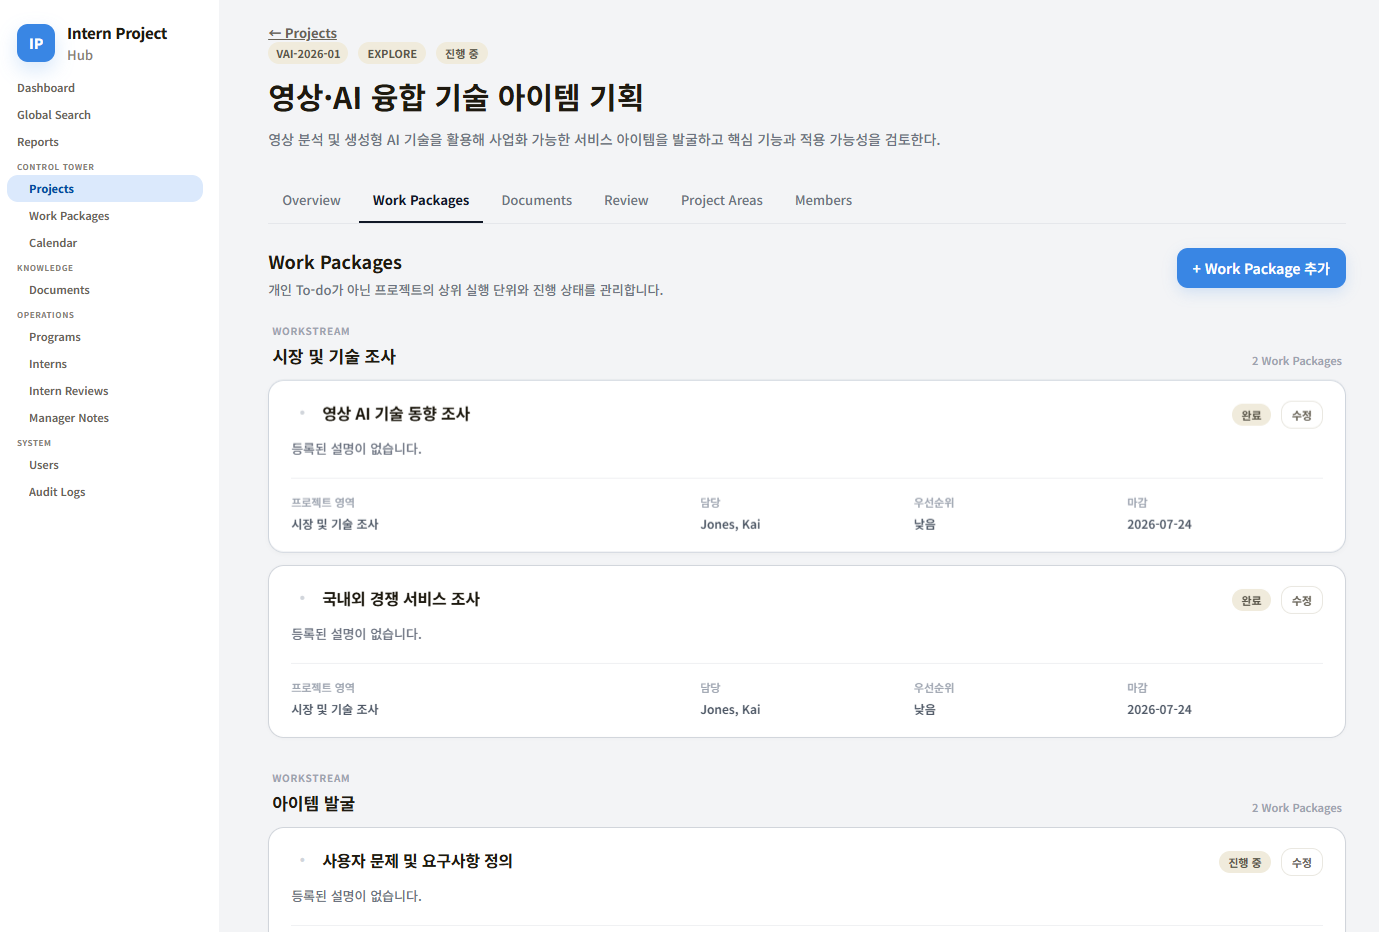 IP
Intern Project
Hub
Dashboard
Global Search
Reports
CONTROL TOWER
Projects
Work Packages
Calendar
KNOWLEDGE
Documents
OPERATIONS
Programs
Interns
Intern Reviews
Manager Notes
SYSTEM
Users
Audit Logs
← Projects
VAI-2026-01 EXPLORE 진행 중
영상·AI 융합 기술 아이템 기획
영상 분석 및 생성형 AI 기술을 활용해 사업화 가능한 서비스 아이템을 발굴하고 핵심 기능과 적용 가능성을 검토한다.
Overview Work Packages Documents Review Project Areas Members
Work Packages
개인 To-do가 아닌 프로젝트의 상위 실행 단위와 진행 상태를 관리합니다.
+ Work Package 추가
WORKSTREAM
시장 및 기술 조사
2 Work Packages
영상 AI 기술 동향 조사
완료 수정
등록된 설명이 없습니다.
프로젝트 영역 담당 우선순위 마감
시장 및 기술 조사 Jones, Kai 낮음 2026-07-24
국내외 경쟁 서비스 조사
완료 수정
등록된 설명이 없습니다.
프로젝트 영역 담당 우선순위 마감
시장 및 기술 조사 Jones, Kai 낮음 2026-07-24
WORKSTREAM
아이템 발굴
2 Work Packages
사용자 문제 및 요구사항 정의
진행 중 수정
등록된 설명이 없습니다.